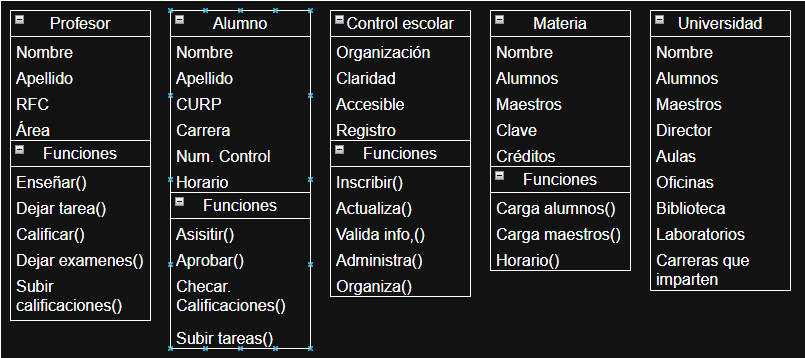 Profesor
Nombre
Apellido
RFC
Área
Funciones
Enseñar()
Dejar tarea()
Calificar()
Dejar examenes()
Subir
calificaciones()
Alumno
Nombre
Apellido
CURP
Carrera
Num. Control
Horario
Funciones
Asisitir()
Aprobar()
Checar.
Calificaciones()
Subir tareas()
Control escolar
Organización
Claridad
Accesible
Registro
Funciones
Inscribir()
Actualiza()
Valida info,()
Administra()
Organiza()
Materia
Nombre
Alumnos
Maestros
Clave
Créditos
Funciones
Carga alumnos()
Carga maestros()
Horario()
Universidad
Nombre
Alumnos
Maestros
Director
Aulas
Oficinas
Biblioteca
Laboratorios
Carreras que
imparten